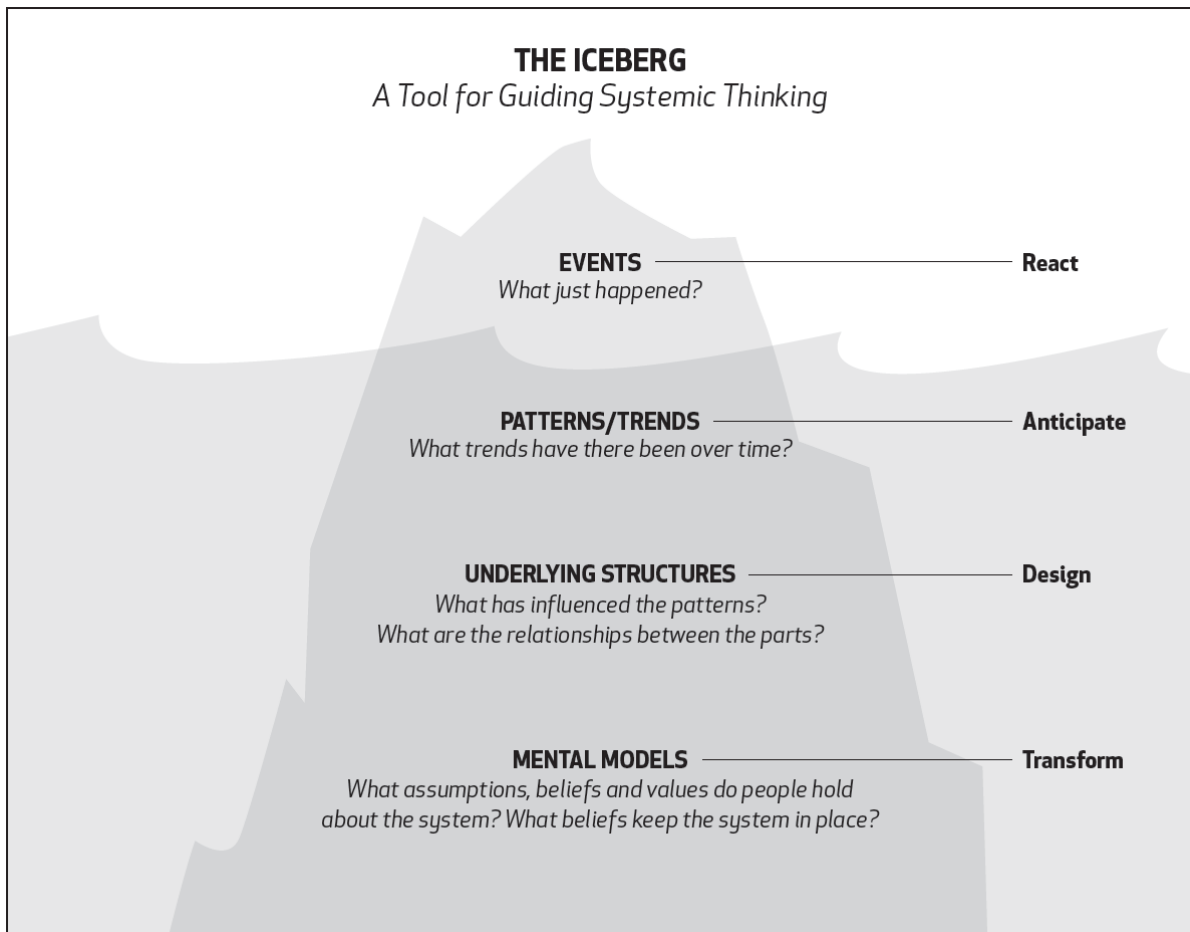 THE ICEBERG
A Tool for Guiding Systemic Thinking
EVENTS
React
What just happened?
PATTERNS/TRENDS
Anticipate
What trends have there been over time?
UNDERLYING STRUCTURES
Design
What has influenced the patterns?
What are the relationships between the parts?
MENTAL MODELS
Transform
What assumptions, beliefs and values do people hold
about the system? What beliefs keep the system in place?